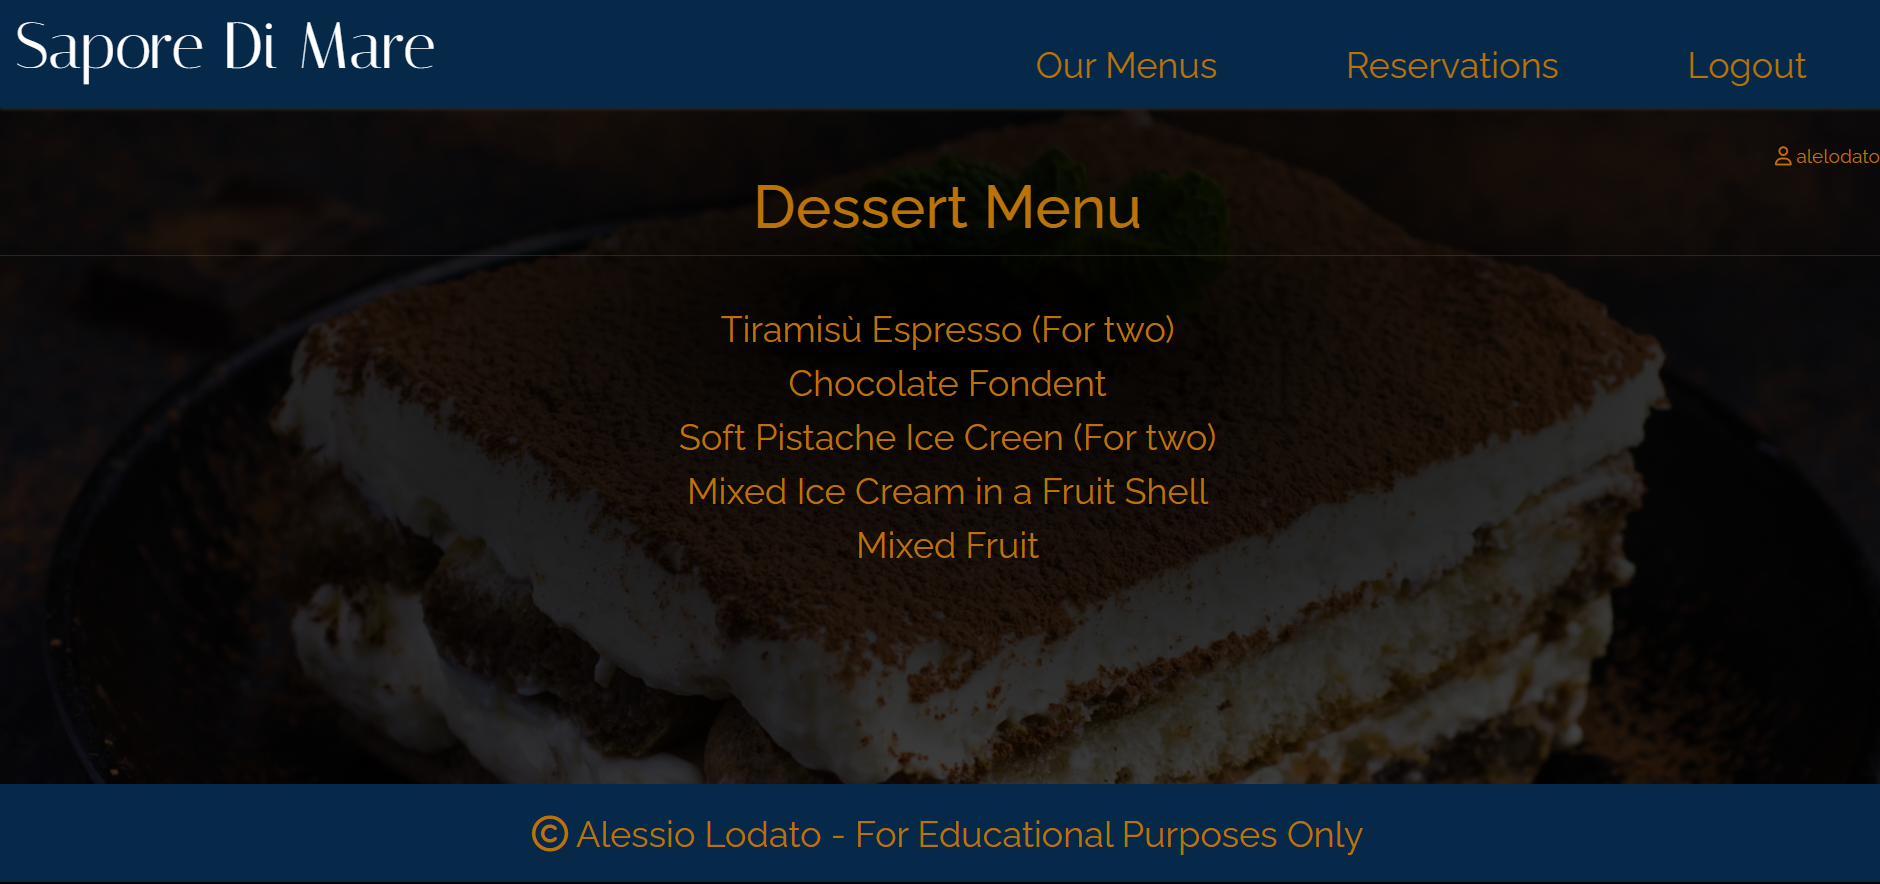 Sapore Di Mare
Our Menus Reservations Logout
alelodato
Dessert Menu
Tiramisù Espresso (For two)
Chocolate Fondent
Soft Pistache Ice Creen (For two)
Mixed Ice Cream in a Fruit Shell
Mixed Fruit
© Alessio Lodato - For Educational Purposes Only